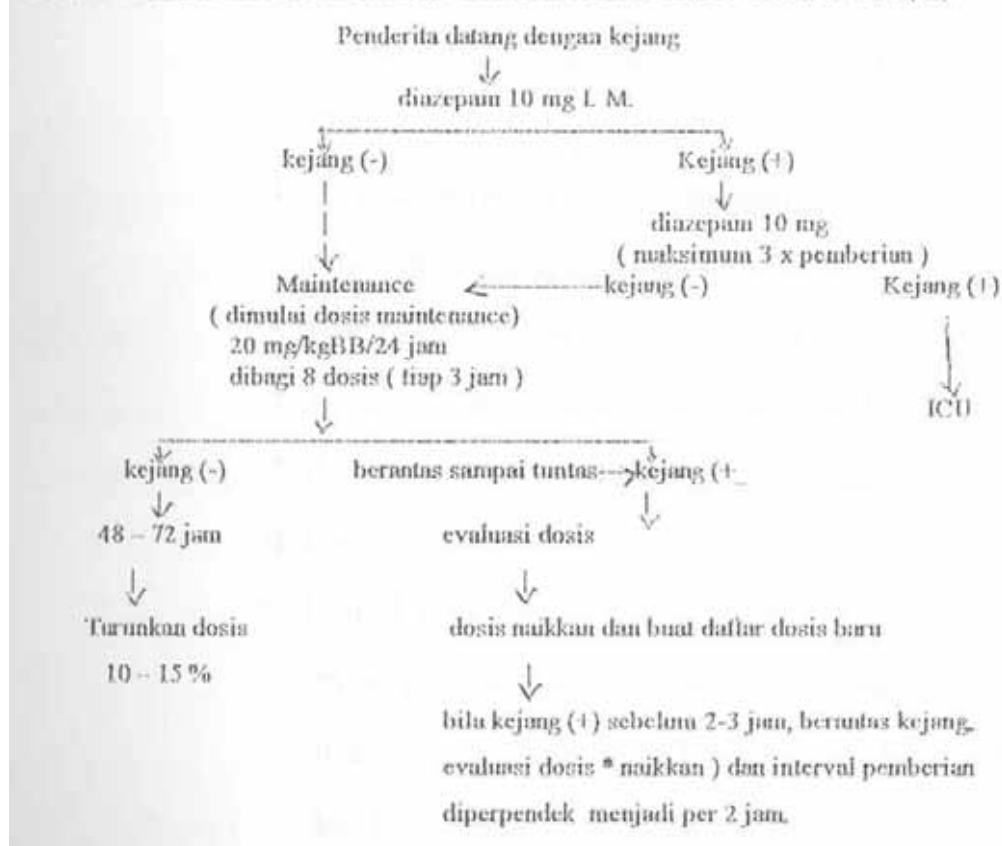 Penderita datang dengaa kejang
diazepam 10 mg I. M.
kejang (-) Kejang (+)
diazepam 10 mg
( maksimum 3 x pemberian )
Maintenance kejang (-) Kejang (+)
( dimulai dosis maintenance)
20 mg/kgBB/24 jam
dibagi 8 dosis ( tiap 3 jam )
ICU
kejang (-) berantas sampai tuntas kejang (+
48 – 72 jam evaluasi dosis
Turunkan dosis dosis naikkan dan buat daftar dosis baru
10 – 15 %
bila kejang (+) sebelum 2-3 jam, berantas kejang,
evaluasi dosis * naikkan ) dan interval pemberian
diperpendek menjadi per 2 jam.